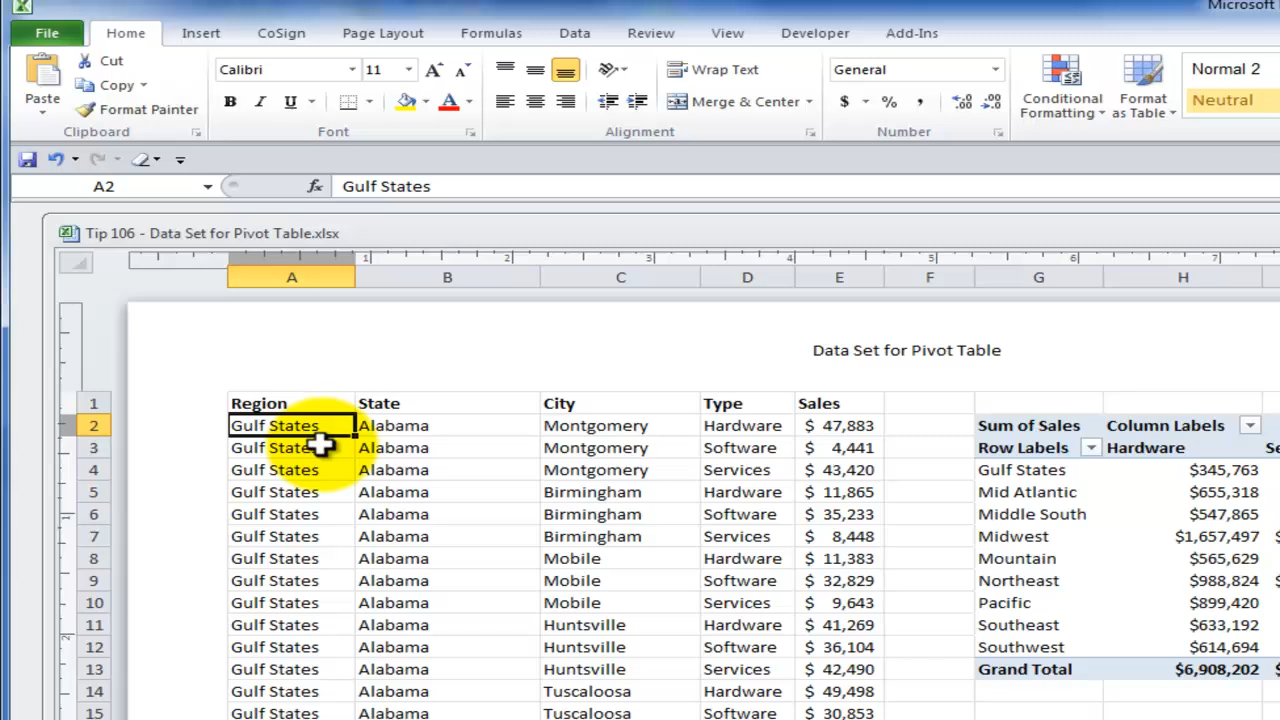 Microsoft
File Home Insert CoSign Page Layout Formulas Data Review View Developer Add-Ins
Cut
Copy
Format Painter
Paste
Clipboard
Calibri 11
B I U A
Font
Wrap Text
Merge & Center
Alignment
General
$ % ,
Number
Conditional Formatting
Format as Table
Normal 2
Neutral
A2 fx Gulf States
Tip 106 - Data Set for Pivot Table.xlsx
1 2 3 4 5 6 7
A B C D E F G H
Data Set for Pivot Table
1 Region State City Type Sales
2 Gulf States Alabama Montgomery Hardware $ 47,883 Sum of Sales Column Labels
3 Gulf States Alabama Montgomery Software $ 4,441 Row Labels Hardware Se
4 Gulf States Alabama Montgomery Services $ 43,420 Gulf States $345,763
5 Gulf States Alabama Birmingham Hardware $ 11,865 Mid Atlantic $655,318
6 Gulf States Alabama Birmingham Software $ 35,233 Middle South $547,865
7 Gulf States Alabama Birmingham Services $ 8,448 Midwest $1,657,497
8 Gulf States Alabama Mobile Hardware $ 11,383 Mountain $565,629
9 Gulf States Alabama Mobile Software $ 32,829 Northeast $988,824
10 Gulf States Alabama Mobile Services $ 9,643 Pacific $899,420
11 Gulf States Alabama Huntsville Hardware $ 41,269 Southeast $633,192
12 Gulf States Alabama Huntsville Software $ 36,104 Southwest $614,694
13 Gulf States Alabama Huntsville Services $ 42,490 Grand Total $6,908,202
14 Gulf States Alabama Tuscaloosa Hardware $ 49,498
15 Gulf States Alabama Tuscaloosa Software $ 30,853